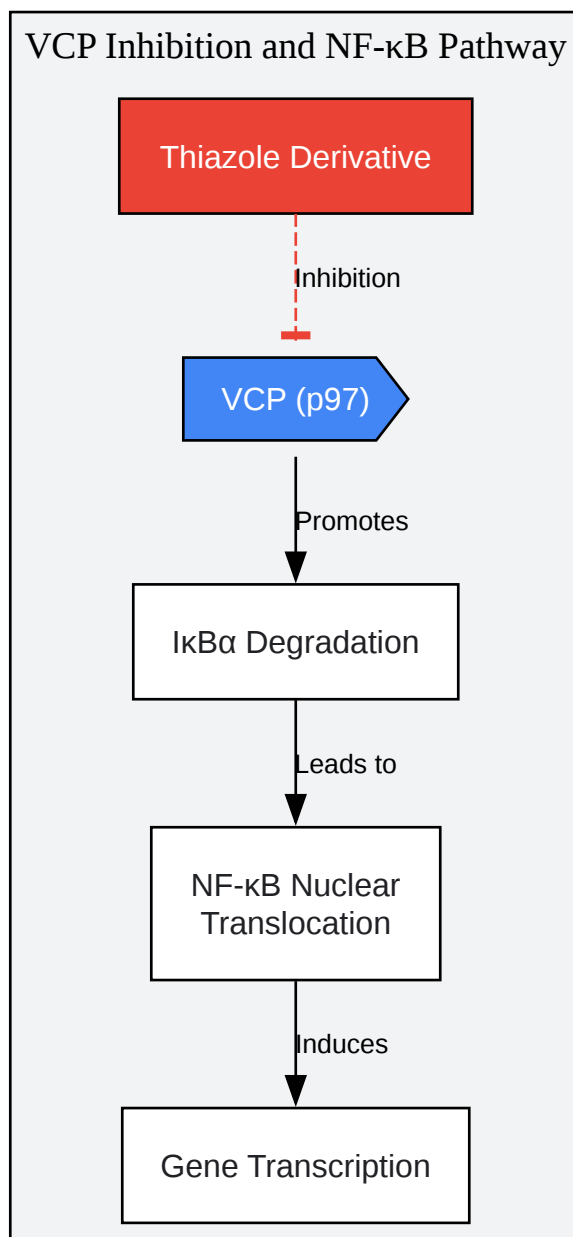 VCP Inhibition and NF-κB Pathway
Thiazole Derivative
Inhibition
VCP (p97)
Promotes
IκBα Degradation
Leads to
NF-κB Nuclear
Translocation
Induces
Gene Transcription